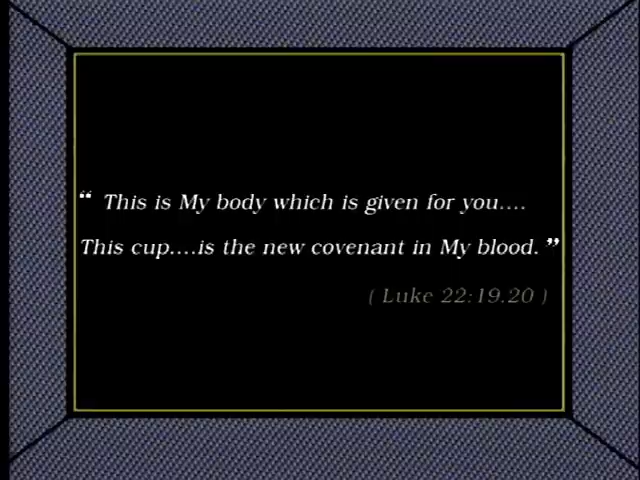 “ This is My body which is given for you....
This cup....is the new covenant in My blood. ”
( Luke 22:19.20 )